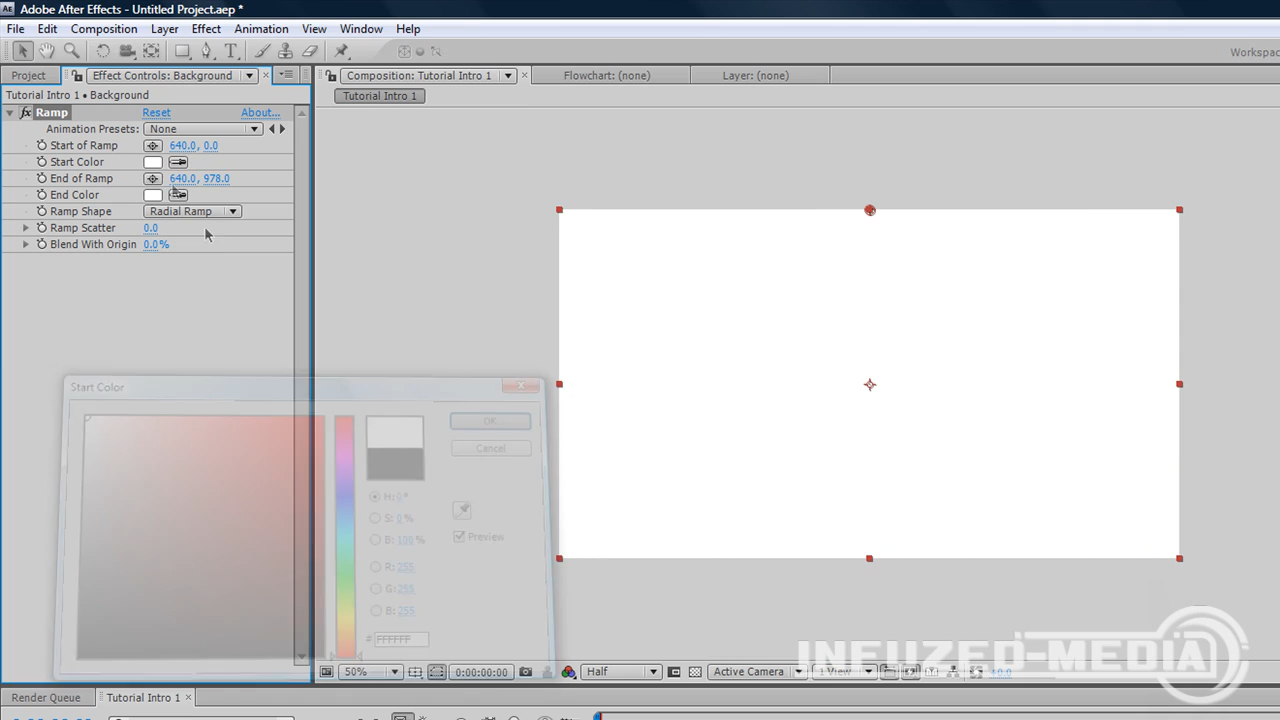 Adobe After Effects - Untitled Project.aep *
File Edit Composition Layer Effect Animation View Window Help
Workspac
Project Effect Controls: Background
Composition: Tutorial Intro 1 Flowchart: (none) Layer: (none)
Tutorial Intro 1 • Background
Tutorial Intro 1
fx Ramp Reset About...
Animation Presets: None
Start of Ramp 640.0, 0.0
Start Color
End of Ramp 640.0, 978.0
End Color
Ramp Shape Radial Ramp
Ramp Scatter 0.0
Blend With Origin 0.0%
Start Color
OK
Cancel
H: 0 °
S: 0 %
B: 100 %
Preview
R: 255
G: 255
B: 255
# FFFFFF
INFUZED-MEDIA
50% 0:00:00:00 Half Active Camera 1 View
Render Queue Tutorial Intro 1